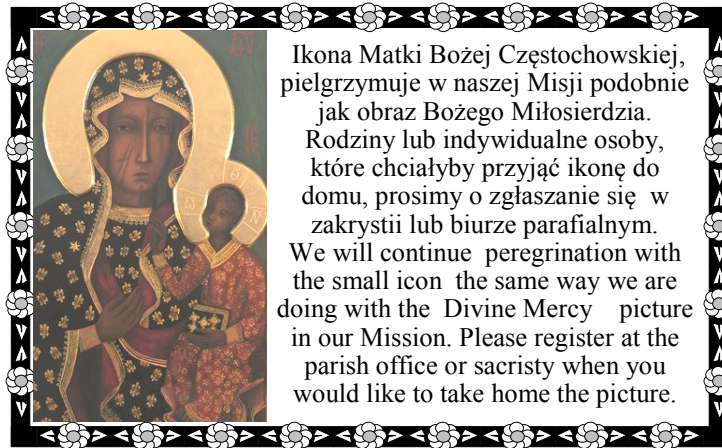 Ikona Matki Bożej Częstochowskiej,
pielgrzymuje w naszej Misji podobnie
jak obraz Bożego Miłosierdzia.
Rodziny lub indywidualne osoby,
które chciałyby przyjąć ikonę do
domu, prosimy o zgłaszanie się w
zakrystii lub biurze parafialnym.
We will continue peregrination with
the small icon the same way we are
doing with the Divine Mercy picture
in our Mission. Please register at the
parish office or sacristy when you
would like to take home the picture.